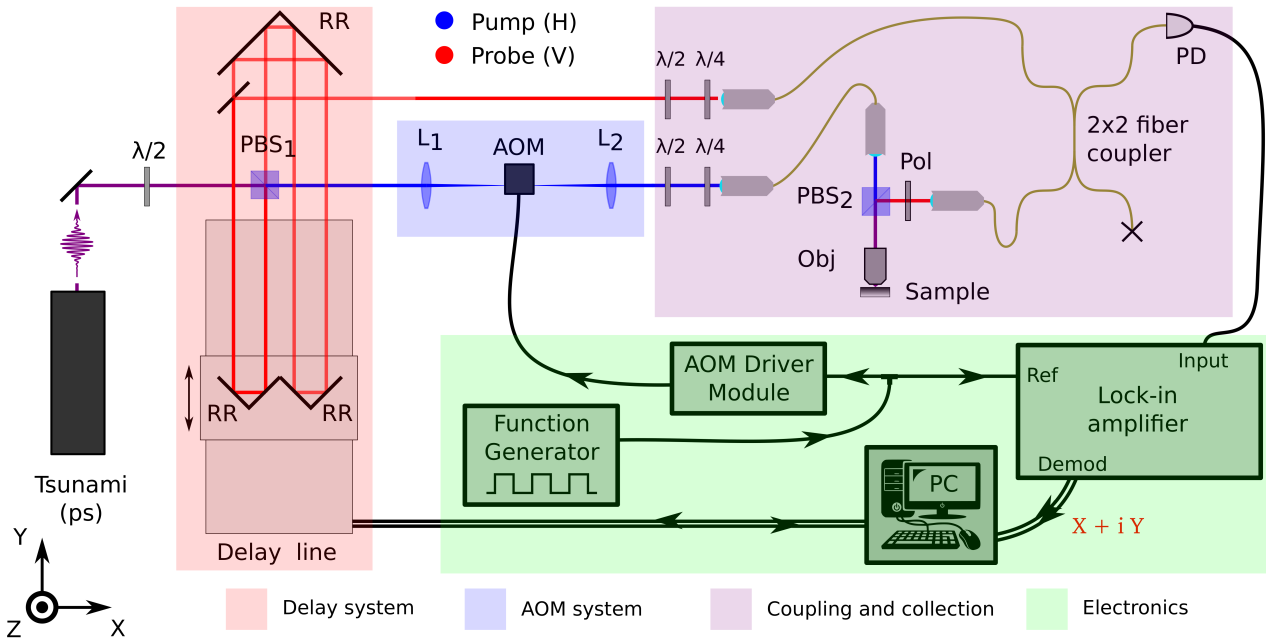 RR
Pump (H)
Probe (V)
λ/2 λ/4
PD
2x2 fiber
coupler
λ/2
PBS1
L1
AOM
L2
λ/2 λ/4
Pol
PBS2
Obj
Sample
RR
RR
AOM Driver
Module
Ref
Input
Lock-in
amplifier
Demod
Function
Generator
PC
X + i Y
Tsunami
(ps)
Delay line
Y
Z
X
Delay system
AOM system
Coupling and collection
Electronics